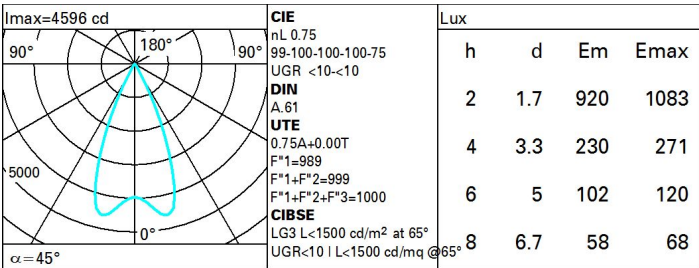 Imax=4596 cd
90°
180°
90°
5000
0°
α=45°
CIE
nL 0.75
99-100-100-100-75
UGR <10-<10
DIN
A.61
UTE
0.75A+0.00T
F"1=989
F"1+F"2=999
F"1+F"2+F"3=1000
CIBSE
LG3 L<1500 cd/m² at 65°
UGR<10 | L<1500 cd/mq @65°
Lux
h d Em Emax
2 1.7 920 1083
4 3.3 230 271
6 5 102 120
8 6.7 58 68